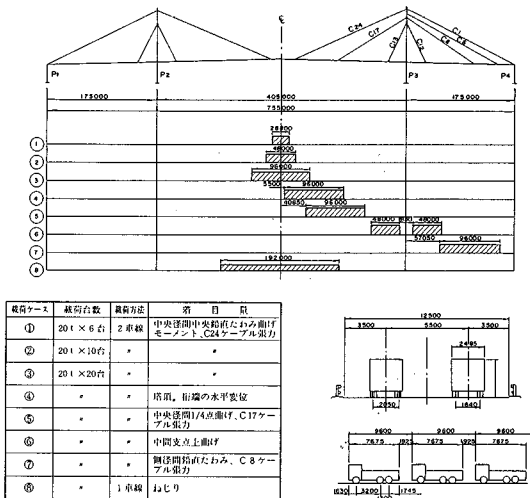 ℄
C24
C17
C13
C12
C1
C4
C8
P1
P2
P3
P4
175000
405000
175000
755000
① 28800
② 48000
③ 96000
④ 5500 96000
⑤ 40650 96000
⑥ 48000 48000
⑦ 57050 96000
⑧ 192000
載荷ケース 載荷台数 載荷方法 着目点
① 20t×6台 2車線 中央径間中央鉛直たわみ曲げモーメント、C24ケーブル張力
② 20t×10台 〃 〃
③ 20t×20台 〃 〃
④ 〃 〃 塔頂。桁端の水平変位
⑤ 〃 〃 中央径間1/4点曲げ、C17ケーブル張力
⑥ 〃 〃 中間支点上曲げ
⑦ 〃 〃 側径間鉛直たわみ、C8ケーブル張力
⑧ 〃 1車線 ねじり
12500
3500 5500 3500
2495
2050 1840
9600 9600 9600
7675 1925 7675 1925 7675
1630 3200 1745